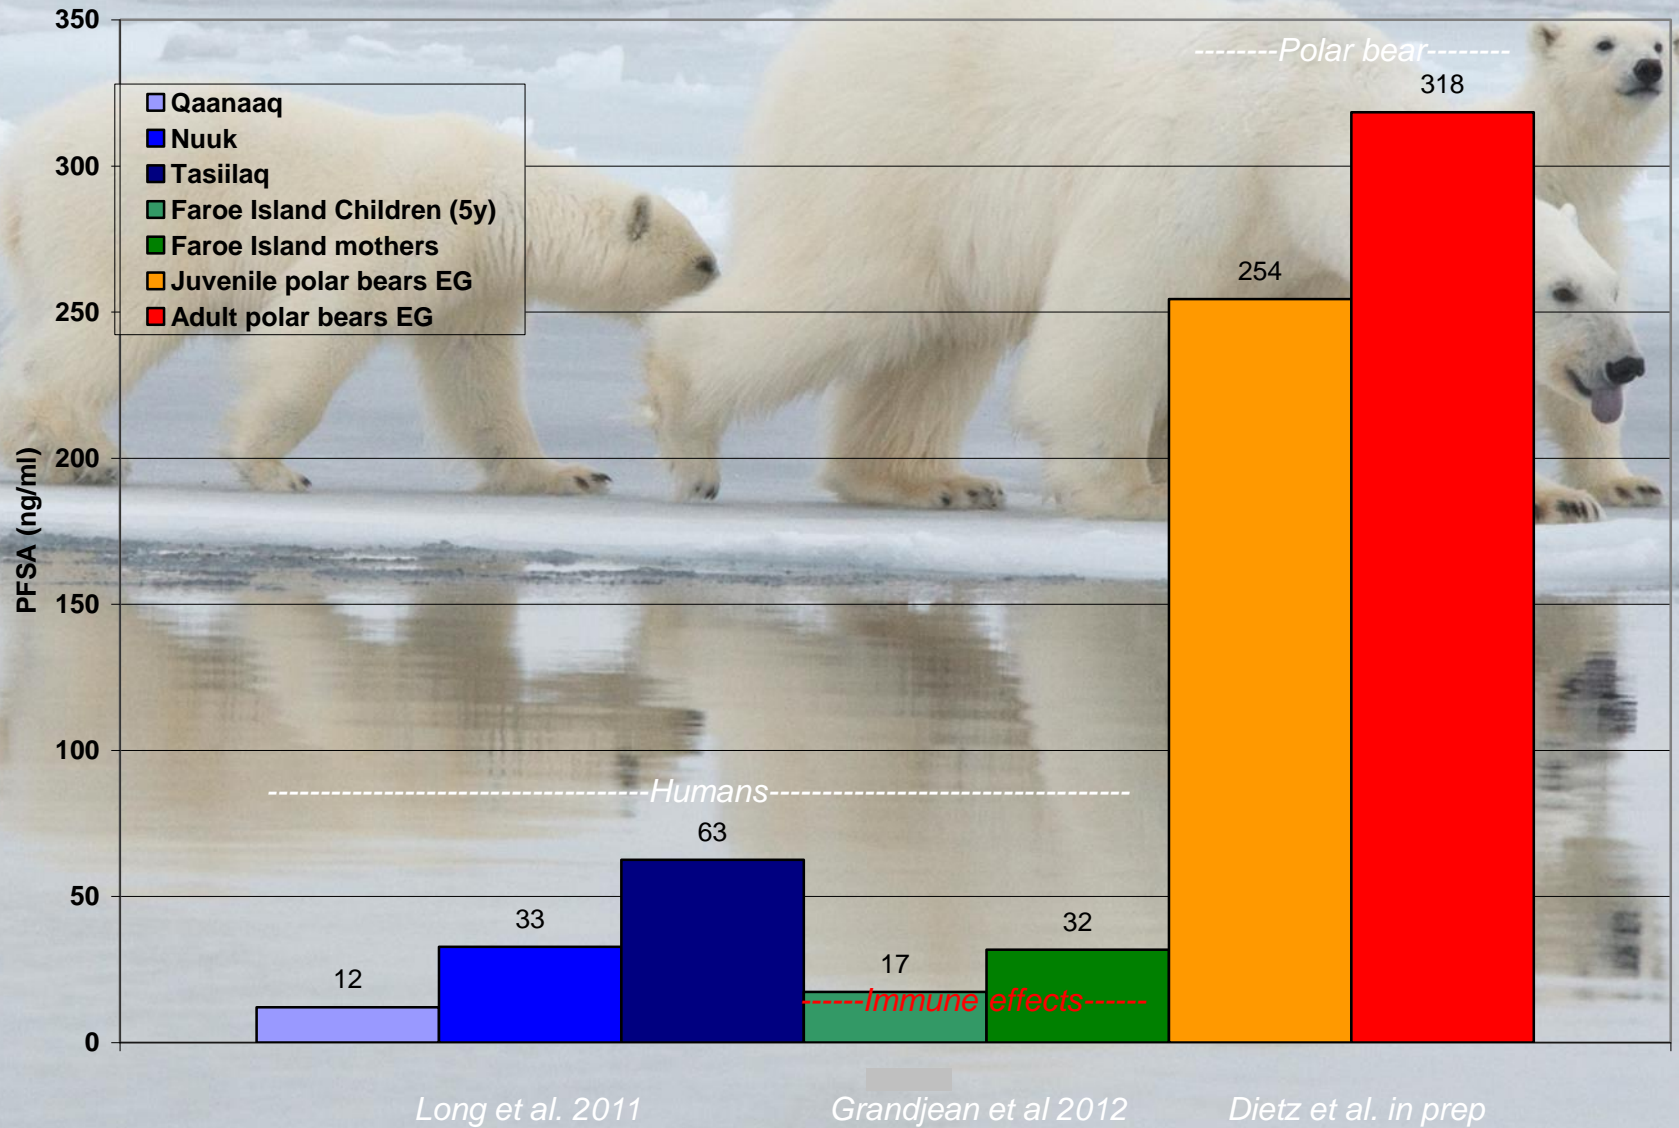 350
300
250
200
150
100
50
0
PFSA (ng/ml)
Qaanaaq
Nuuk
Tasiilaq
Faroe Island Children (5y)
Faroe Island mothers
Juvenile polar bears EG
Adult polar bears EG
--------Polar bear--------
318
254
-----------------------------------Humans---------------------------------
63
33
12
17
32
------Immune effects------
Long et al. 2011
Grandjean et al 2012
Dietz et al. in prep